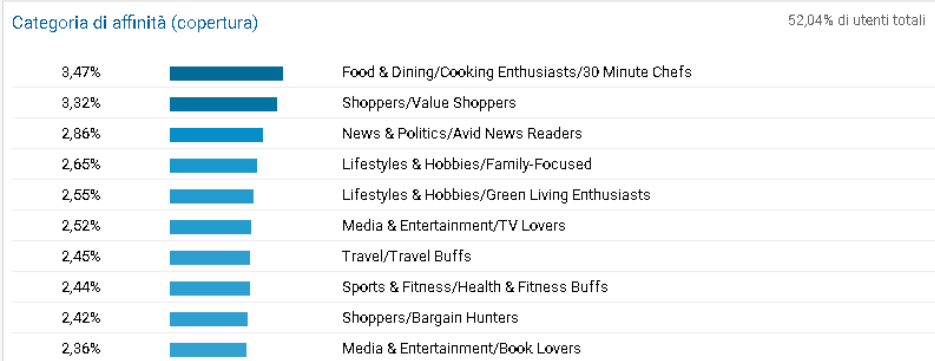 Categoria di affinità (copertura) 52,04% di utenti totali
3,47% Food & Dining/Cooking Enthusiasts/30 Minute Chefs
3,32% Shoppers/Value Shoppers
2,86% News & Politics/Avid News Readers
2,65% Lifestyles & Hobbies/Family-Focused
2,55% Lifestyles & Hobbies/Green Living Enthusiasts
2,52% Media & Entertainment/TV Lovers
2,45% Travel/Travel Buffs
2,44% Sports & Fitness/Health & Fitness Buffs
2,42% Shoppers/Bargain Hunters
2,36% Media & Entertainment/Book Lovers